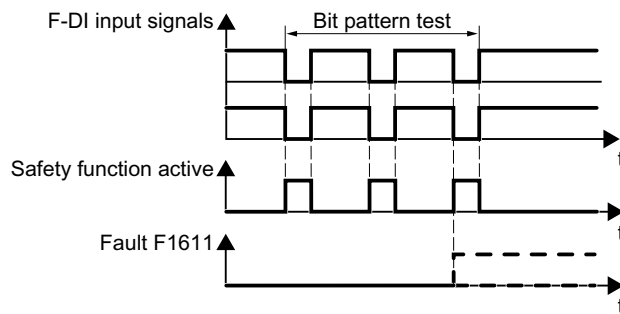 F-DI input signals
Bit pattern test
t
Safety function active
t
Fault F1611
t